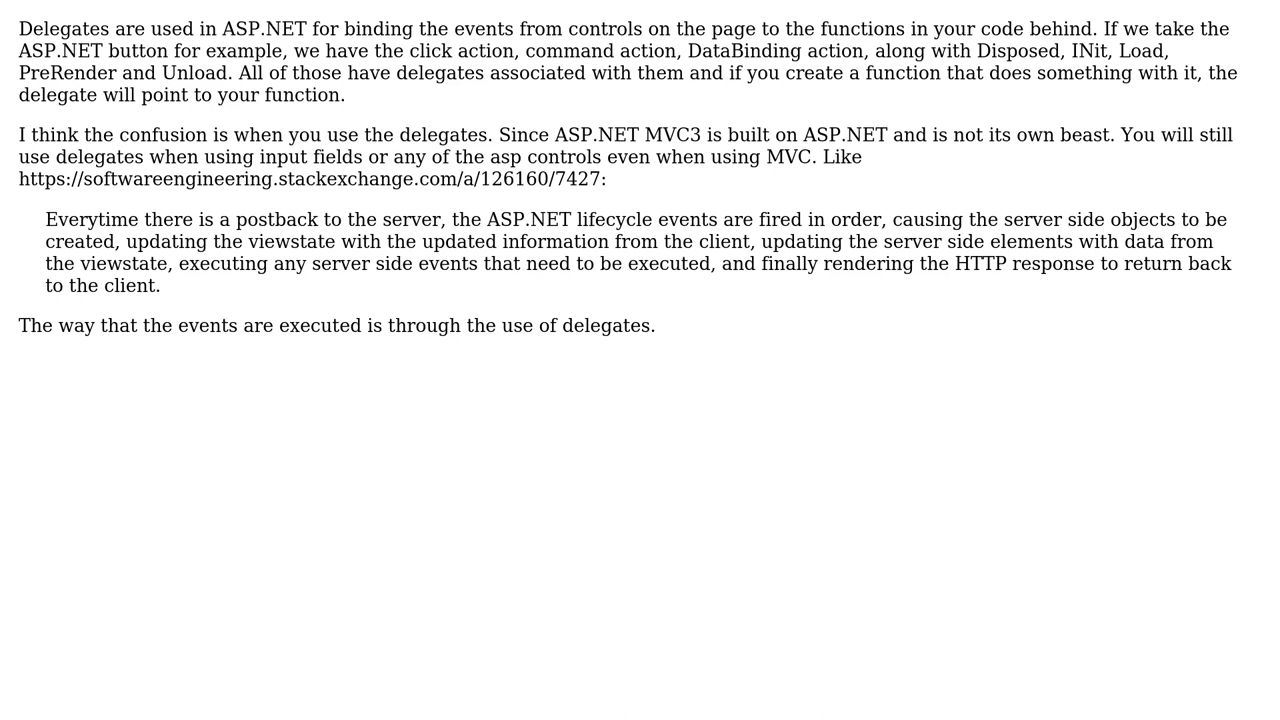 Delegates are used in ASP.NET for binding the events from controls on the page to the functions in your code behind. If we take the
ASP.NET button for example, we have the click action, command action, DataBinding action, along with Disposed, INit, Load,
PreRender and Unload. All of those have delegates associated with them and if you create a function that does something with it, the
delegate will point to your function.
I think the confusion is when you use the delegates. Since ASP.NET MVC3 is built on ASP.NET and is not its own beast. You will still
use delegates when using input fields or any of the asp controls even when using MVC. Like
https://softwareengineering.stackexchange.com/a/126160/7427:
Everytime there is a postback to the server, the ASP.NET lifecycle events are fired in order, causing the server side objects to be
created, updating the viewstate with the updated information from the client, updating the server side elements with data from
the viewstate, executing any server side events that need to be executed, and finally rendering the HTTP response to return back
to the client.
The way that the events are executed is through the use of delegates.